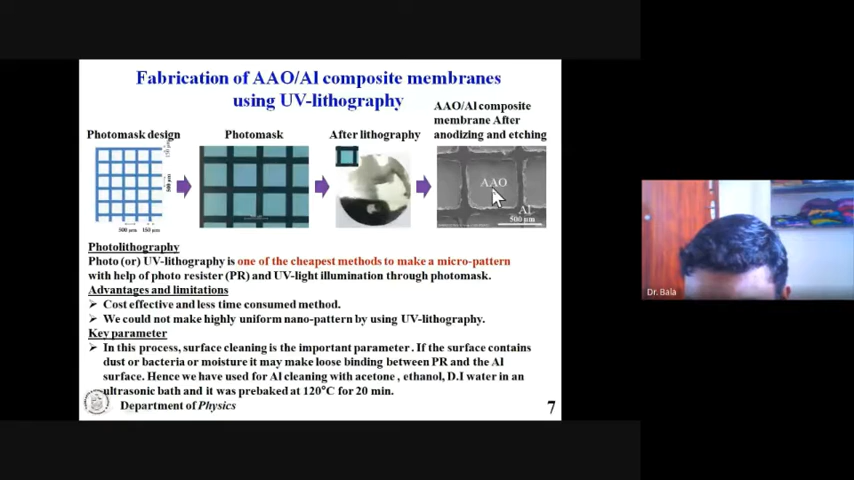 Fabrication of AAO/Al composite membranes
using UV-lithography
AAO/Al composite
membrane After
anodizing and etching
Photomask design
Photomask
After lithography
AAO
Al
500 μm
500 μm
150 μm
500 μm
Photolithography
Photo (or) UV-lithography is one of the cheapest methods to make a micro-pattern
with help of photo resister (PR) and UV-light illumination through photomask.
Advantages and limitations
➢ Cost effective and less time consumed method.
➢ We could not make highly uniform nano-pattern by using UV-lithography.
Key parameter
➢ In this process, surface cleaning is the important parameter . If the surface contains
dust or bacteria or moisture it may make loose binding between PR and the Al
surface. Hence we have used for Al cleaning with acetone , ethanol, D.I water in an
ultrasonic bath and it was prebaked at 120°C for 20 min.
Department of Physics
7
Dr. Bala